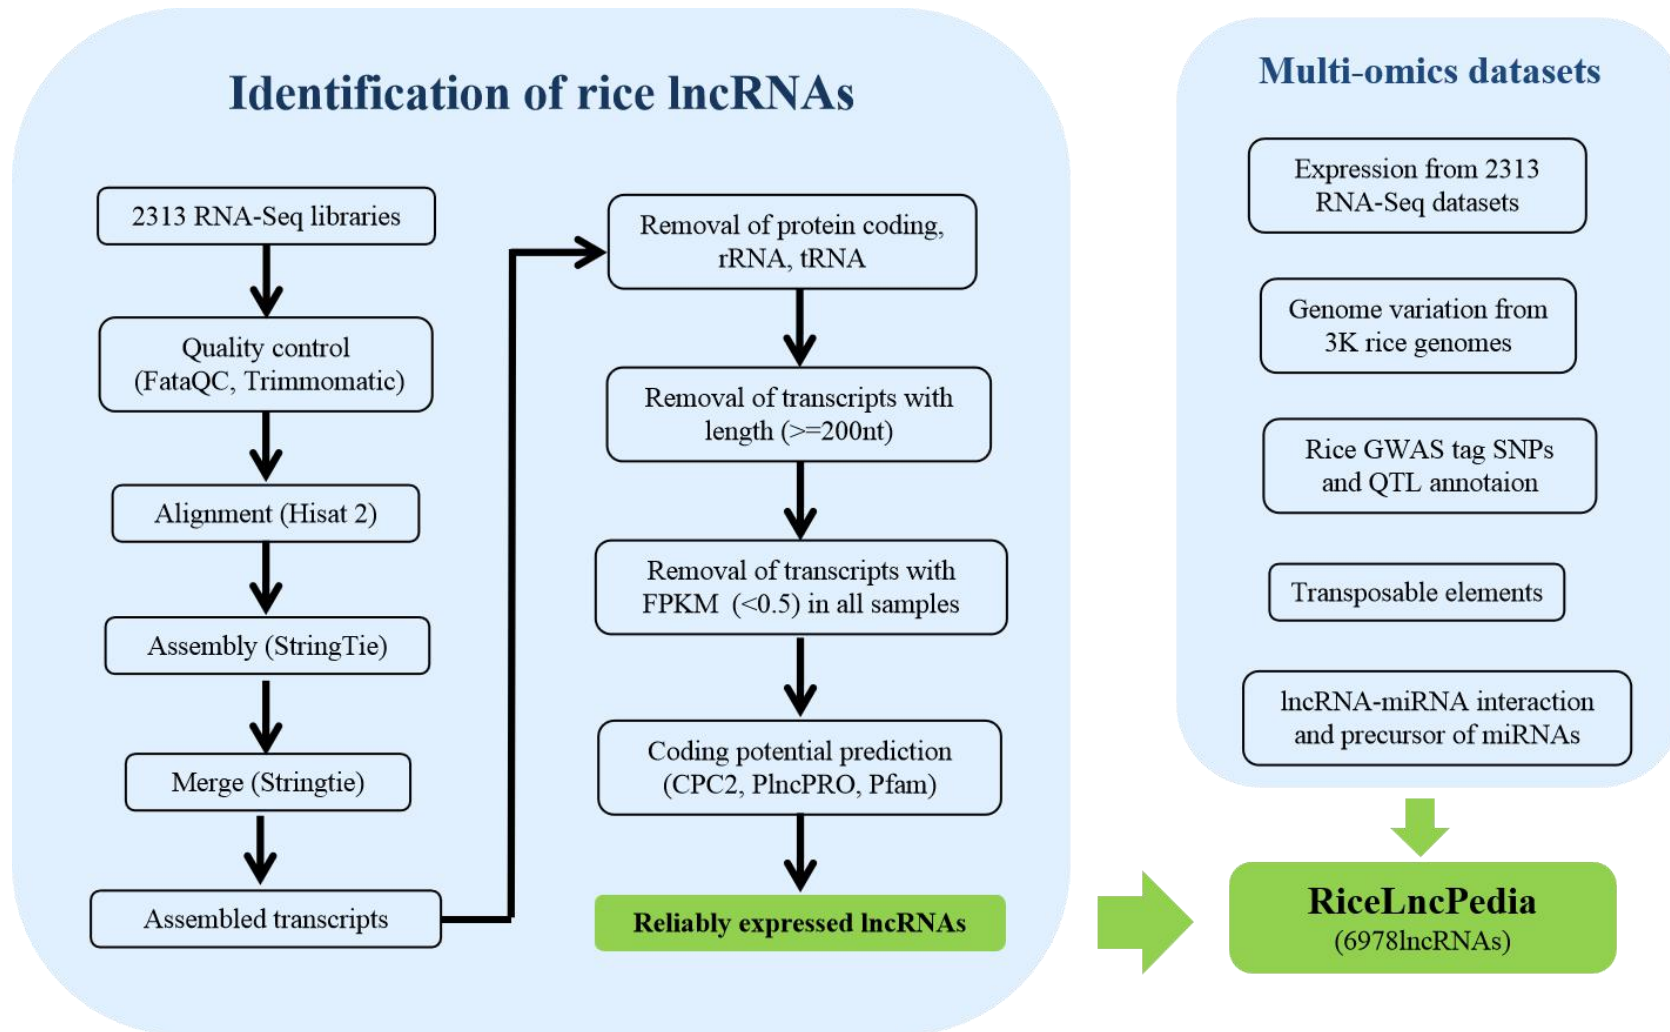 Identification of rice lncRNAs
2313 RNA-Seq libraries
Quality control
(FataQC, Trimmomatic)
Alignment (Hisat 2)
Assembly (StringTie)
Merge (Stringtie)
Assembled transcripts
Removal of protein coding,
rRNA, tRNA
Removal of transcripts with
length (>=200nt)
Removal of transcripts with
FPKM (<0.5) in all samples
Coding potential prediction
(CPC2, PlncPRO, Pfam)
Reliably expressed lncRNAs
Multi-omics datasets
Expression from 2313
RNA-Seq datasets
Genome variation from
3K rice genomes
Rice GWAS tag SNPs
and QTL annotaion
Transposable elements
lncRNA-miRNA interaction
and precursor of miRNAs
RiceLncPedia
(6978lncRNAs)